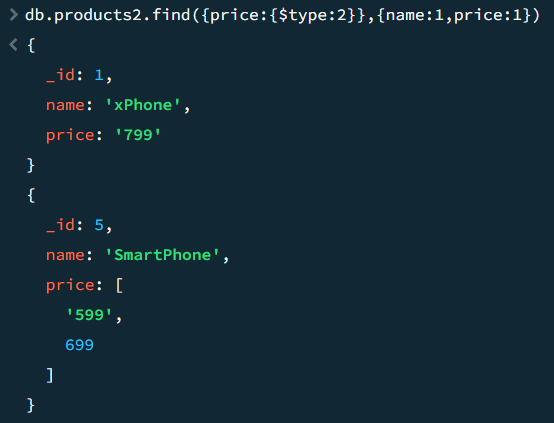 > db.products2.find({price:{$type:2}},{name:1,price:1})
< {
_id: 1,
name: 'xPhone',
price: '799'
}
{
_id: 5,
name: 'SmartPhone',
price: [
'599',
699
]
}